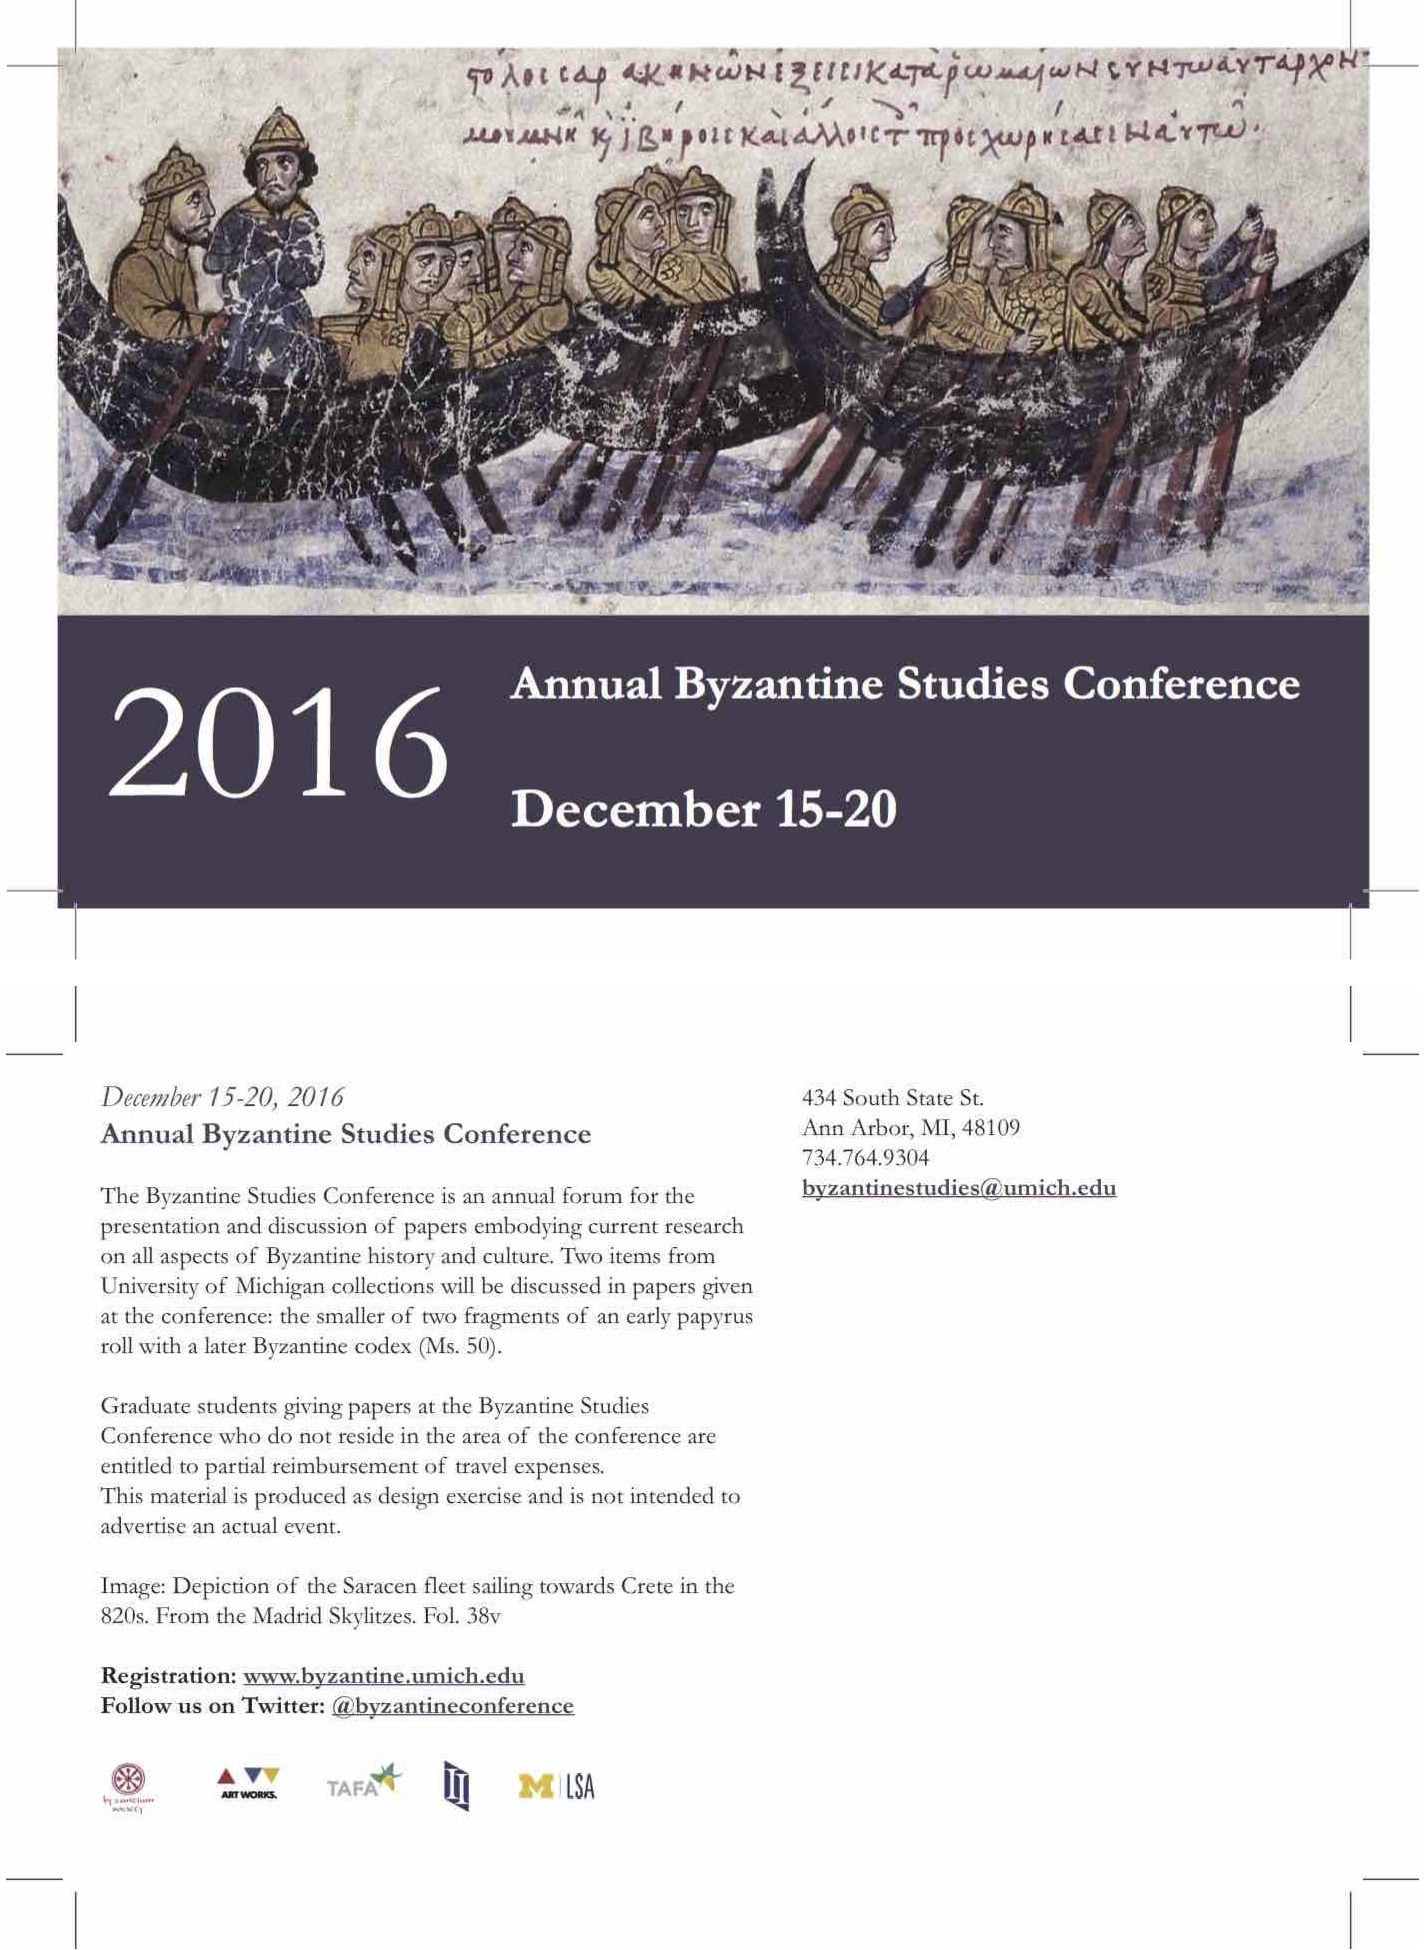 2016
Annual Byzantine Studies Conference
December 15-20
December 15-20, 2016
Annual Byzantine Studies Conference
The Byzantine Studies Conference is an annual forum for the
presentation and discussion of papers embodying current research
on all aspects of Byzantine history and culture. Two items from
University of Michigan collections will be discussed in papers given
at the conference: the smaller of two fragments of an early papyrus
roll with a later Byzantine codex (Ms. 50).
Graduate students giving papers at the Byzantine Studies
Conference who do not reside in the area of the conference are
entitled to partial reimbursement of travel expenses.
This material is produced as design exercise and is not intended to
advertise an actual event.
Image: Depiction of the Saracen fleet sailing towards Crete in the
820s. From the Madrid Skylitzes. Fol. 38v
Registration: www.byzantine.umich.edu
Follow us on Twitter: @byzantineconference
434 South State St.
Ann Arbor, MI, 48109
734.764.9304
byzantinestudies@umich.edu
byzantium
society
ART WORKS.
TAFA
M LSA